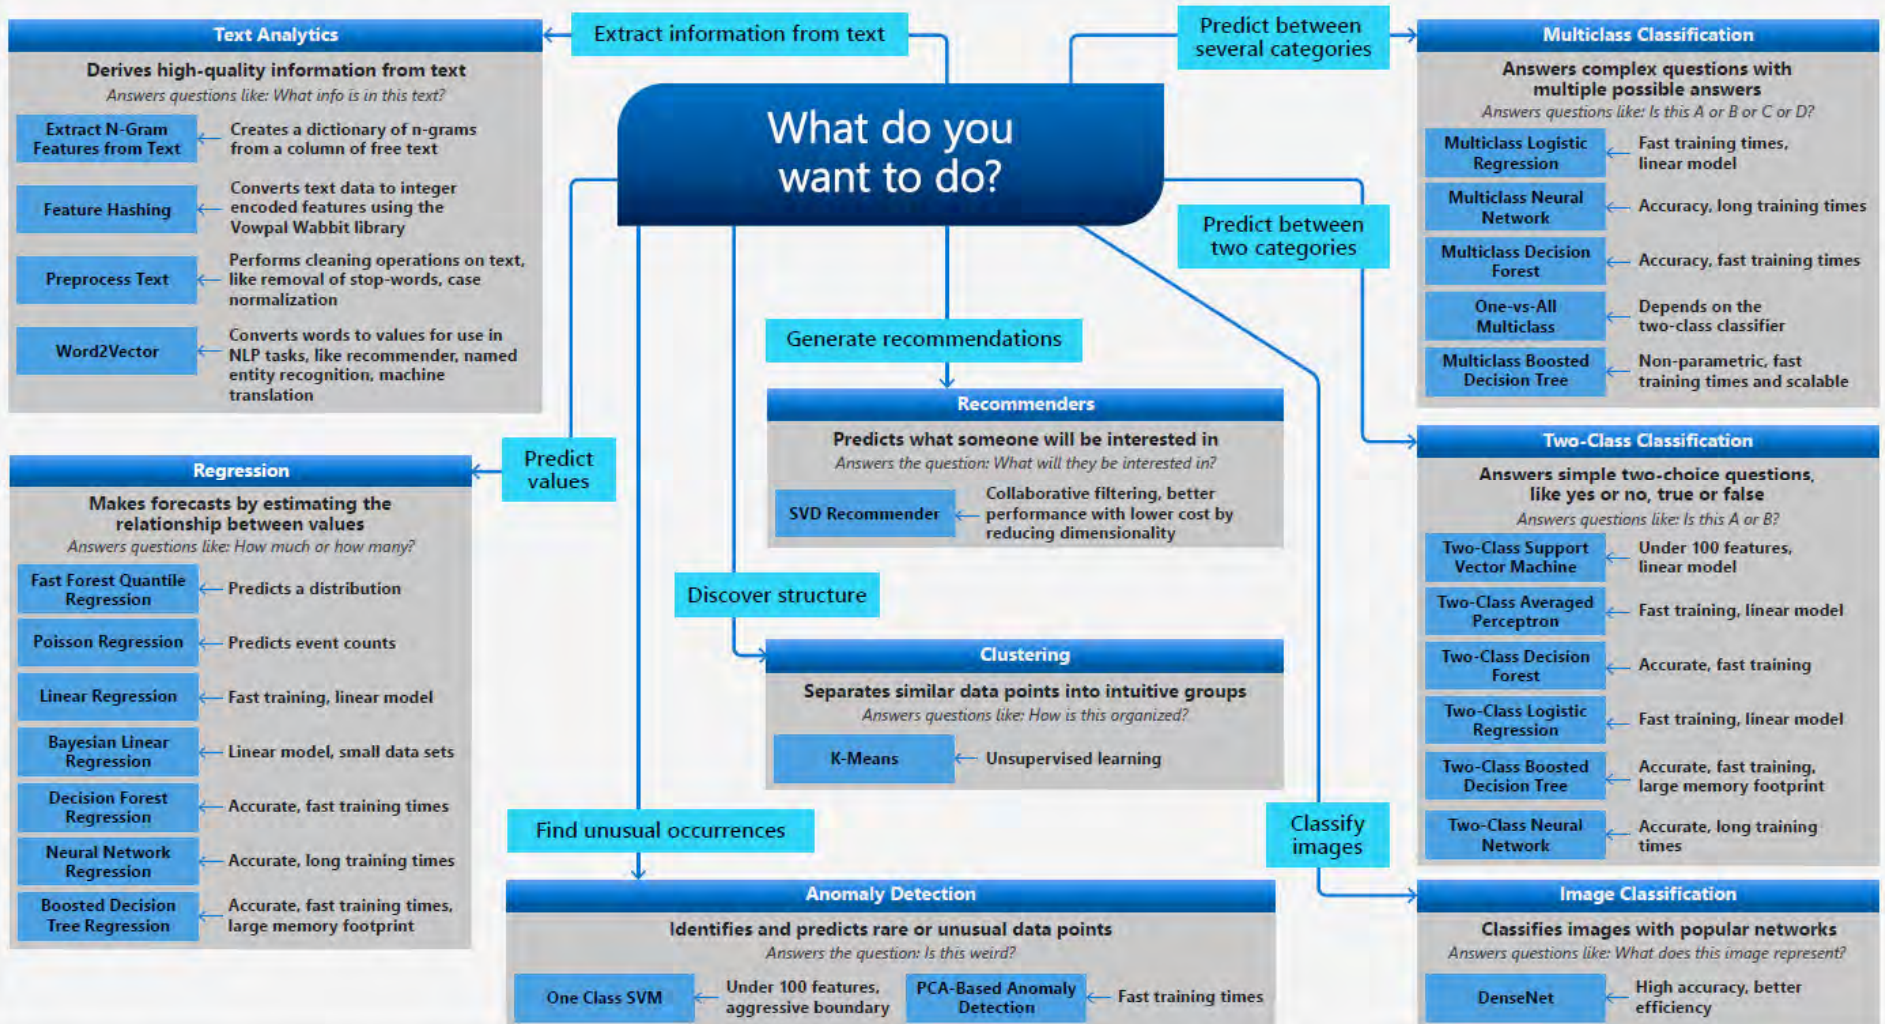 What do you
want to do?
Extract information from text
Text Analytics
Derives high-quality information from text
Answers questions like: What info is in this text?
Extract N-Gram
Features from Text
Creates a dictionary of n-grams
from a column of free text
Feature Hashing
Converts text data to integer
encoded features using the
Vowpal Wabbit library
Preprocess Text
Performs cleaning operations on text,
like removal of stop-words, case
normalization
Word2Vector
Converts words to values for use in
NLP tasks, like recommender, named
entity recognition, machine
translation
Predict
values
Regression
Makes forecasts by estimating the
relationship between values
Answers questions like: How much or how many?
Fast Forest Quantile
Regression
Predicts a distribution
Poisson Regression
Predicts event counts
Linear Regression
Fast training, linear model
Bayesian Linear
Regression
Linear model, small data sets
Decision Forest
Regression
Accurate, fast training times
Neural Network
Regression
Accurate, long training times
Boosted Decision
Tree Regression
Accurate, fast training times,
large memory footprint
Generate recommendations
Recommenders
Predicts what someone will be interested in
Answers the question: What will they be interested in?
SVD Recommender
Collaborative filtering, better
performance with lower cost by
reducing dimensionality
Discover structure
Clustering
Separates similar data points into intuitive groups
Answers questions like: How is this organized?
K-Means
Unsupervised learning
Find unusual occurrences
Anomaly Detection
Identifies and predicts rare or unusual data points
Answers the question: Is this weird?
One Class SVM
Under 100 features,
aggressive boundary
PCA-Based Anomaly
Detection
Fast training times
Predict between
several categories
Multiclass Classification
Answers complex questions with
multiple possible answers
Answers questions like: Is this A or B or C or D?
Multiclass Logistic
Regression
Fast training times,
linear model
Multiclass Neural
Network
Accuracy, long training times
Multiclass Decision
Forest
Accuracy, fast training times
One-vs-All
Multiclass
Depends on the
two-class classifier
Multiclass Boosted
Decision Tree
Non-parametric, fast
training times and scalable
Predict between
two categories
Two-Class Classification
Answers simple two-choice questions,
like yes or no, true or false
Answers questions like: Is this A or B?
Two-Class Support
Vector Machine
Under 100 features,
linear model
Two-Class Averaged
Perceptron
Fast training, linear model
Two-Class Decision
Forest
Accurate, fast training
Two-Class Logistic
Regression
Fast training, linear model
Two-Class Boosted
Decision Tree
Accurate, fast training,
large memory footprint
Two-Class Neural
Network
Accurate, long training
times
Classify
images
Image Classification
Classifies images with popular networks
Answers questions like: What does this image represent?
DenseNet
High accuracy, better
efficiency